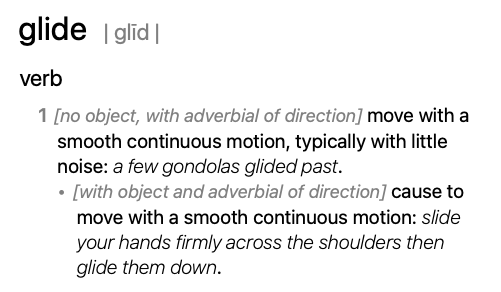 glide | glīd |
verb
1 [no object, with adverbial of direction] move with a
smooth continuous motion, typically with little
noise: a few gondolas glided past.
• [with object and adverbial of direction] cause to
move with a smooth continuous motion: slide
your hands firmly across the shoulders then
glide them down.